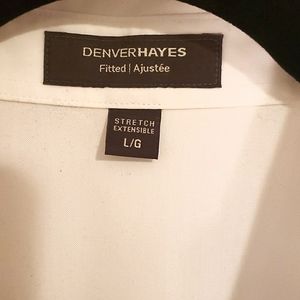 DENVERHAYES
Fitted | Ajustée
STRETCH
EXTENSIBLE
L/G